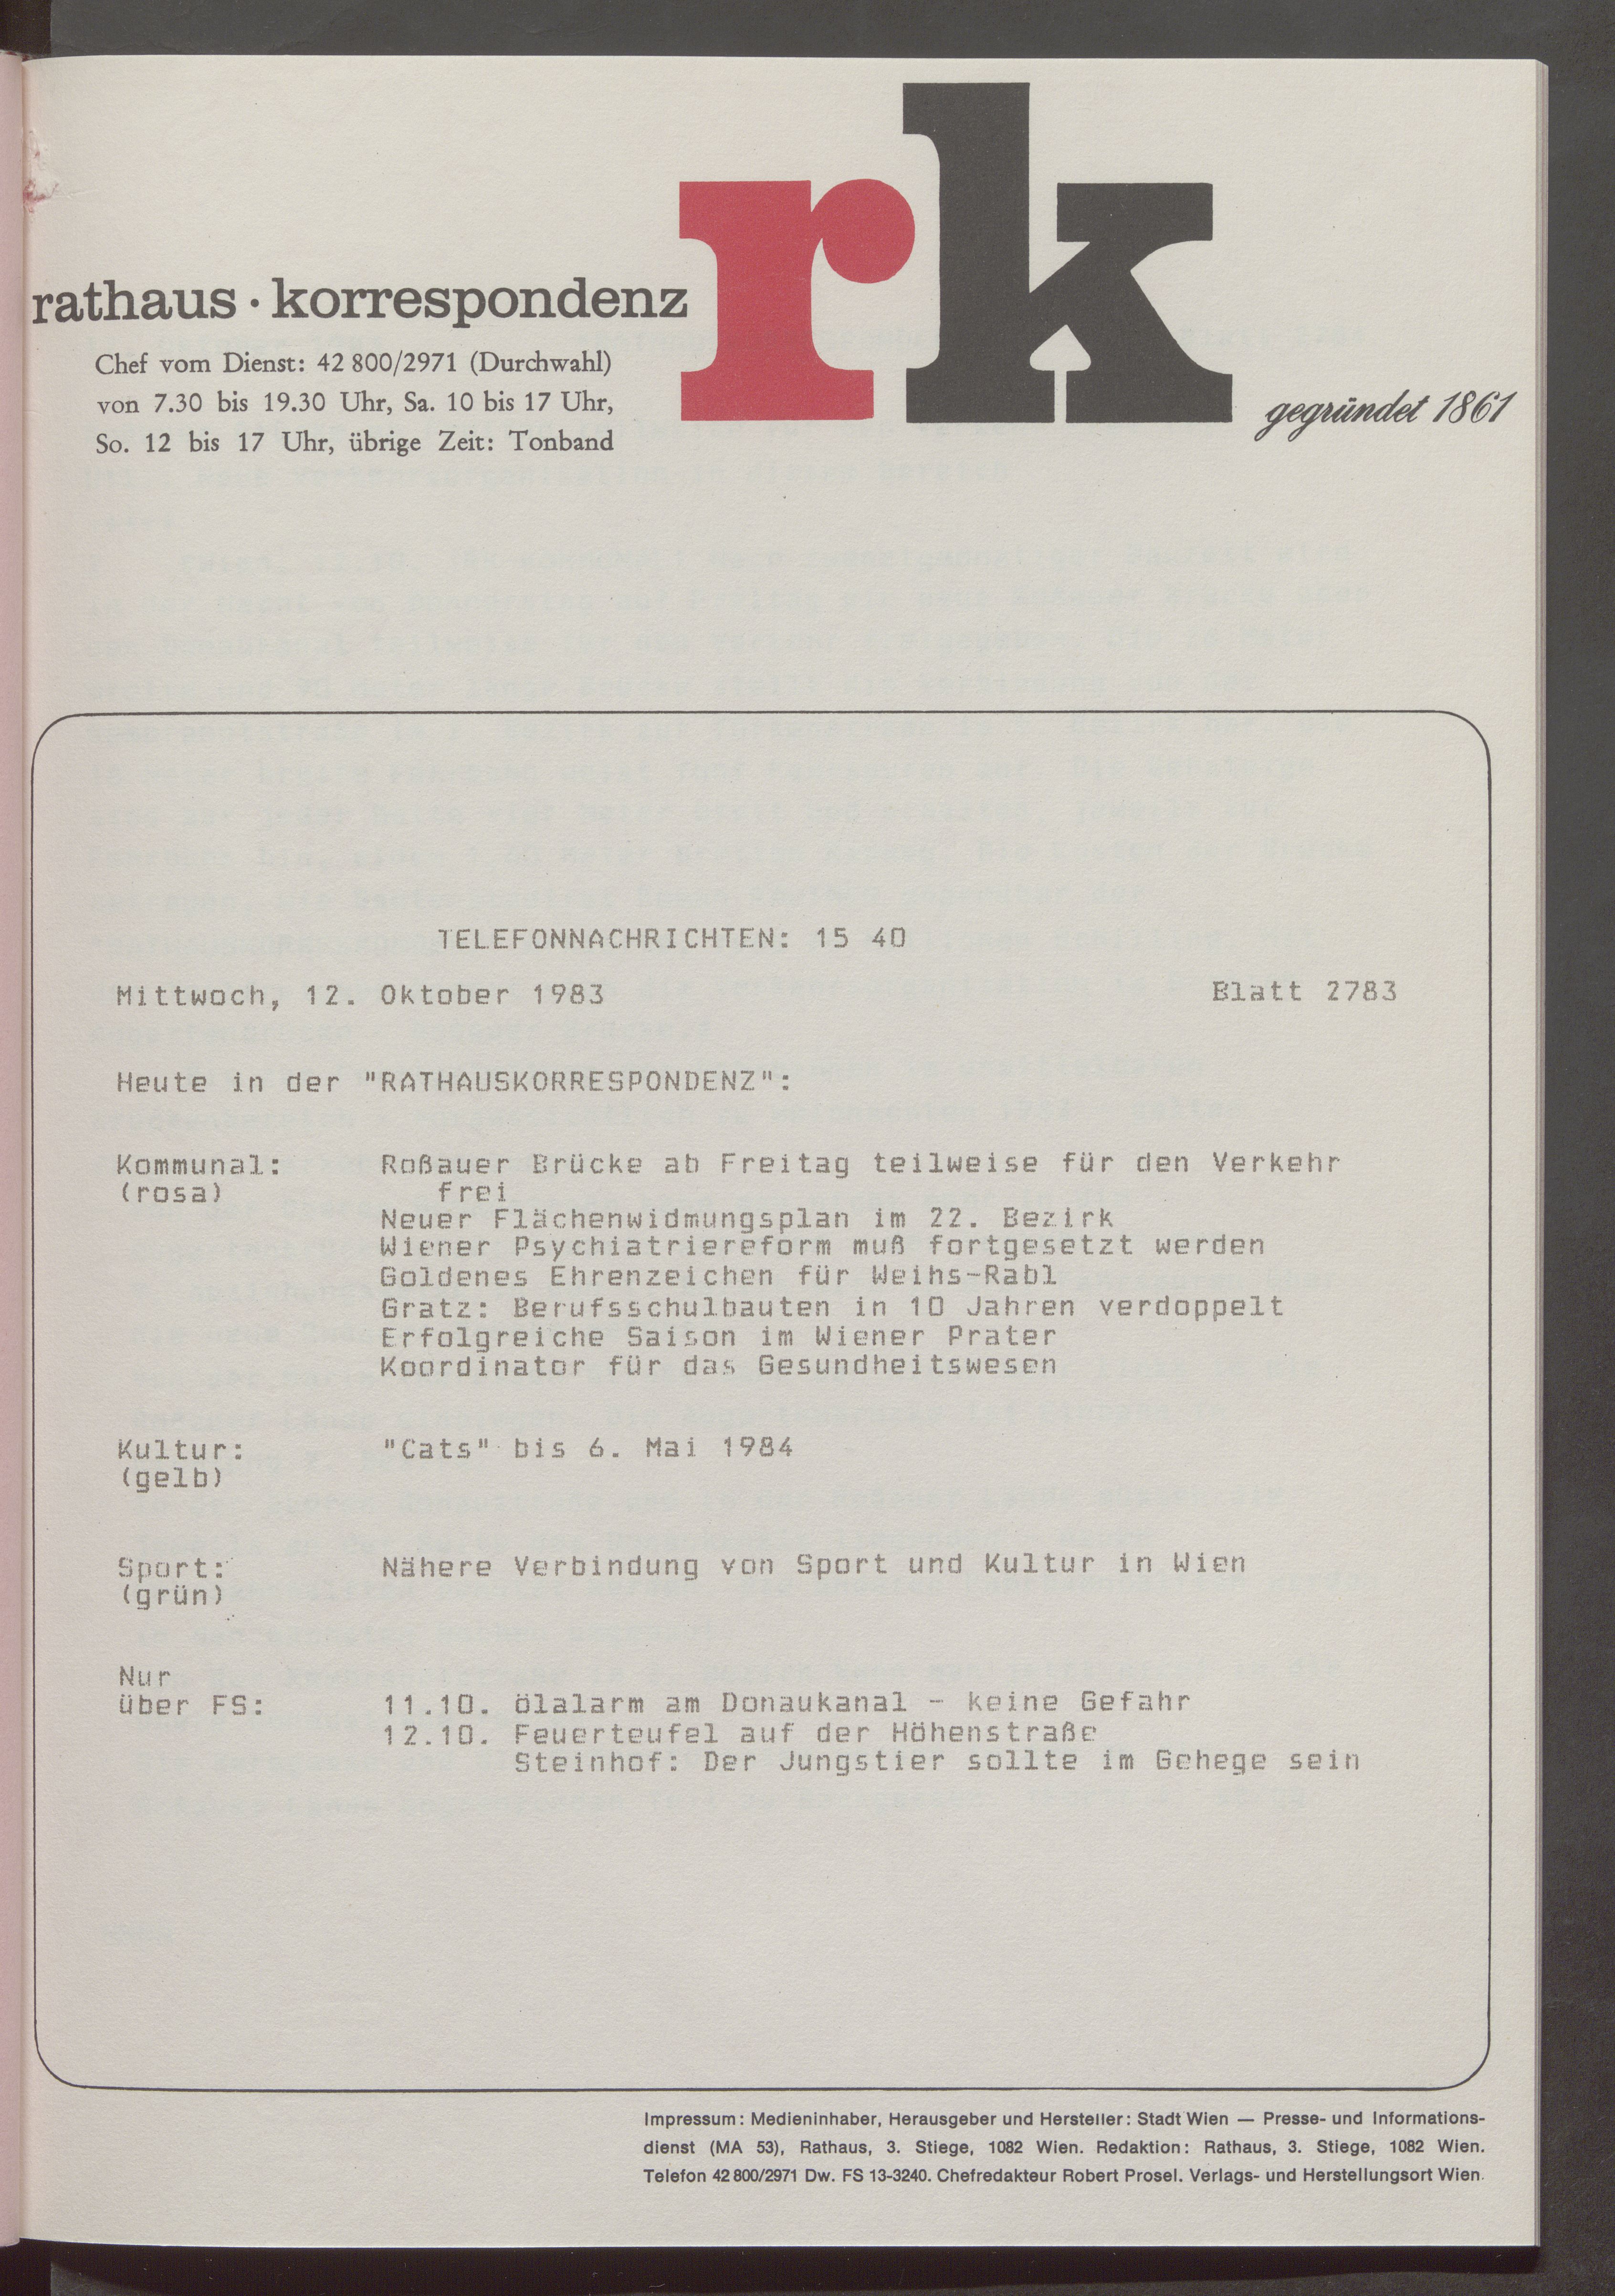 rk
rathaus · korrespondenz
Chef vom Dienst: 42 800/2971 (Durchwahl)
von 7.30 bis 19.30 Uhr, Sa. 10 bis 17 Uhr,
So. 12 bis 17 Uhr, übrige Zeit: Tonband
gegründet 1861
TELEFONNACHRICHTEN: 15 40
Mittwoch, 12. Oktober 1983 Blatt 2783
Heute in der "RATHAUSKORRESPONDENZ":
Kommunal: Roßauer Brücke ab Freitag teilweise für den Verkehr
(rosa) frei
Neuer Flächenwidmungsplan im 22. Bezirk
Wiener Psychiatriereform muß fortgesetzt werden
Goldenes Ehrenzeichen für Weihs-Rabl
Gratz: Berufsschulbauten in 10 Jahren verdoppelt
Erfolgreiche Saison im Wiener Prater
Koordinator für das Gesundheitswesen
Kultur: "Cats" bis 6. Mai 1984
(gelb)
Sport: Nähere Verbindung von Sport und Kultur in Wien
(grün)
Nur
über FS: 11.10. ölalarm am Donaukanal - keine Gefahr
12.10. Feuerteufel auf der Höhenstraße
Steinhof: Der Jungstier sollte im Gehege sein
Impressum: Medieninhaber, Herausgeber und Hersteller: Stadt Wien — Presse- und Informations-
dienst (MA 53), Rathaus, 3. Stiege, 1082 Wien. Redaktion: Rathaus, 3. Stiege, 1082 Wien.
Telefon 42 800/2971 Dw. FS 13-3240. Chefredakteur Robert Prosel. Verlags- und Herstellungsort Wien.